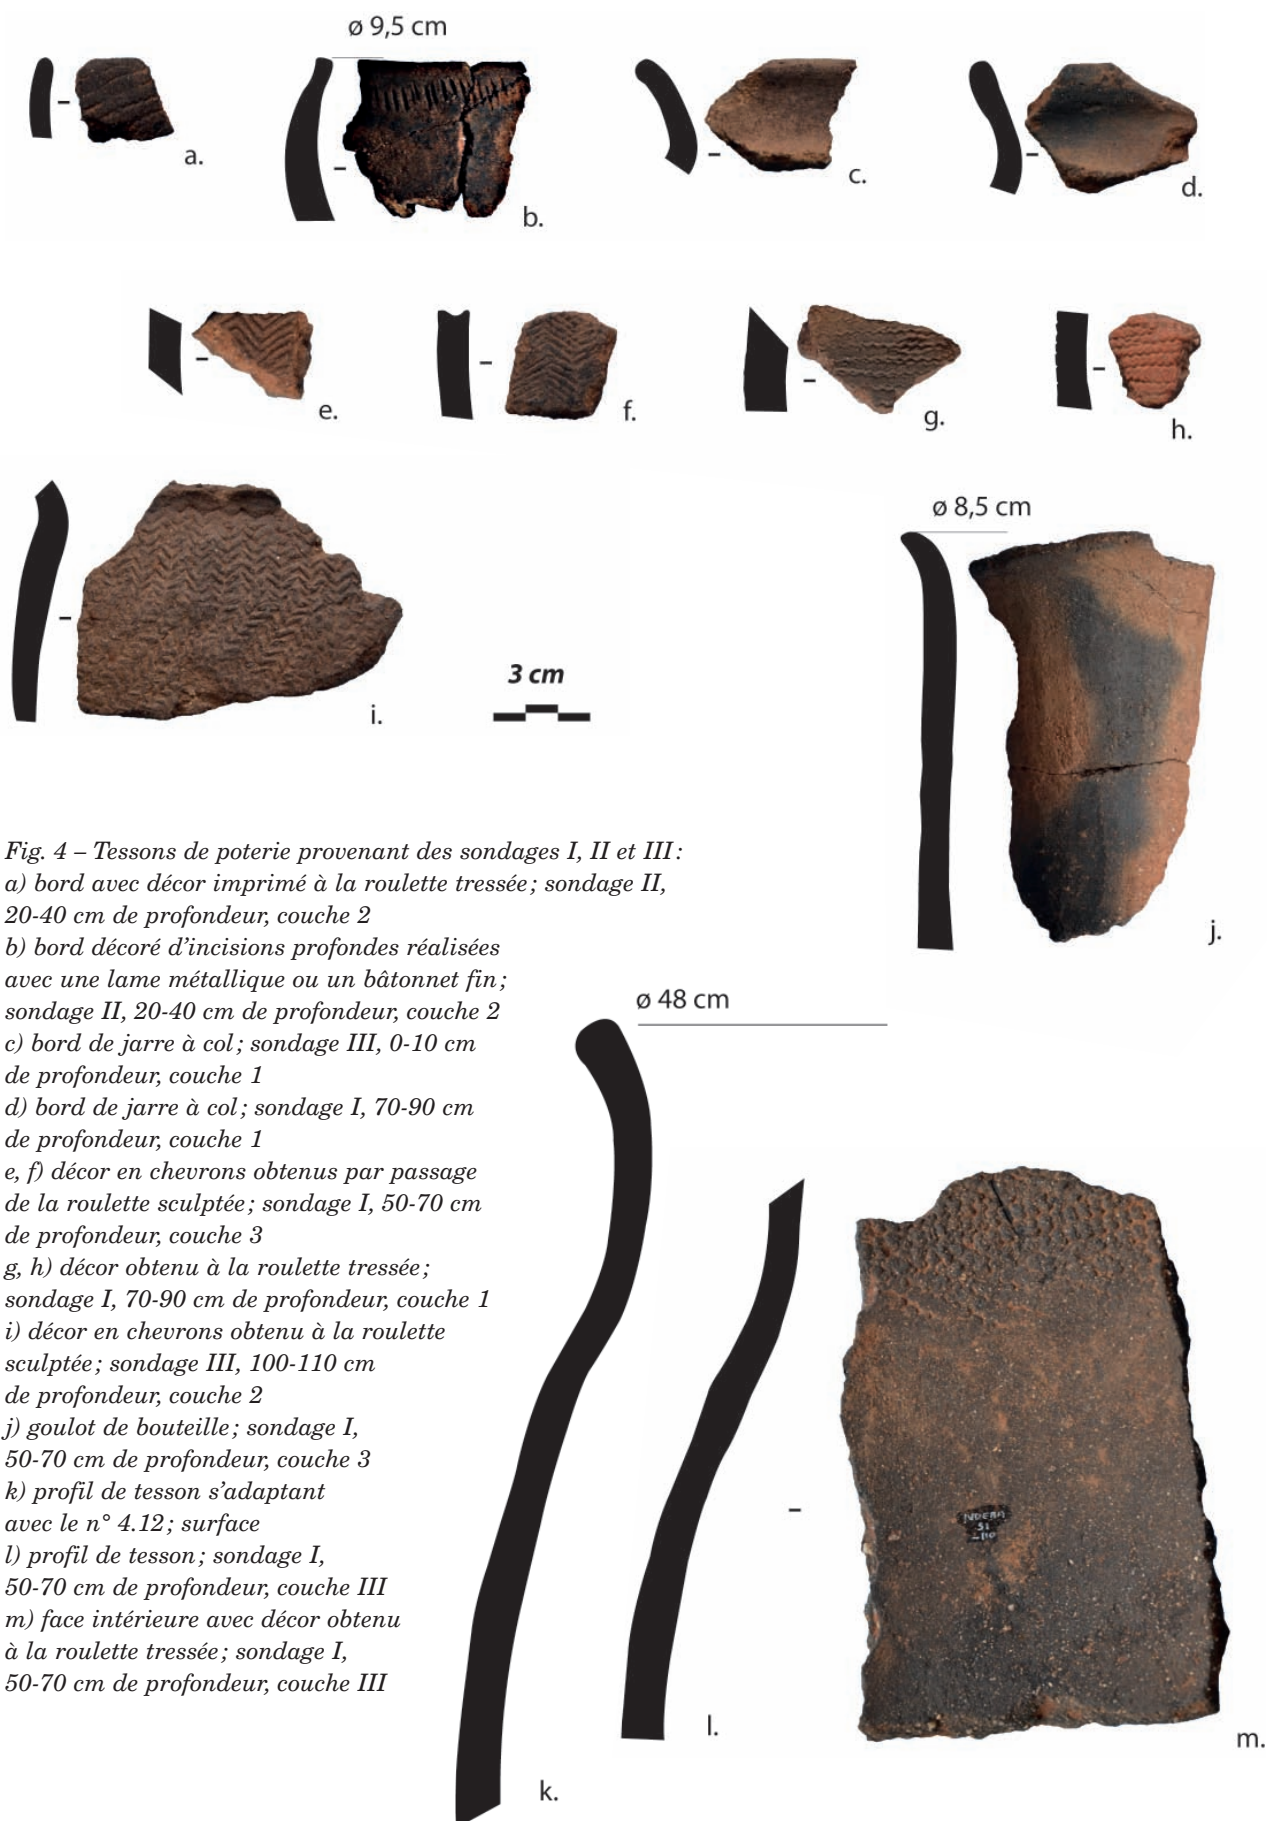 ø 9,5 cm
a.
b.
c.
d.
e.
f.
g.
h.
ø 8,5 cm
i.
3 cm
j.
Fig. 4 – Tessons de poterie provenant des sondages I, II et III :
a) bord avec décor imprimé à la roulette tressée ; sondage II,
20-40 cm de profondeur, couche 2
b) bord décoré d’incisions profondes réalisées
avec une lame métallique ou un bâtonnet fin ;
sondage II, 20-40 cm de profondeur, couche 2
c) bord de jarre à col ; sondage III, 0-10 cm
de profondeur, couche 1
d) bord de jarre à col ; sondage I, 70-90 cm
de profondeur, couche 1
e, f) décor en chevrons obtenus par passage
de la roulette sculptée ; sondage I, 50-70 cm
de profondeur, couche 3
g, h) décor obtenu à la roulette tressée ;
sondage I, 70-90 cm de profondeur, couche 1
i) décor en chevrons obtenu à la roulette
sculptée ; sondage III, 100-110 cm
de profondeur, couche 2
j) goulot de bouteille ; sondage I,
50-70 cm de profondeur, couche 3
k) profil de tesson s’adaptant
avec le n° 4.12 ; surface
l) profil de tesson ; sondage I,
50-70 cm de profondeur, couche III
m) face intérieure avec décor obtenu
à la roulette tressée ; sondage I,
50-70 cm de profondeur, couche III
ø 48 cm
k.
l.
m.